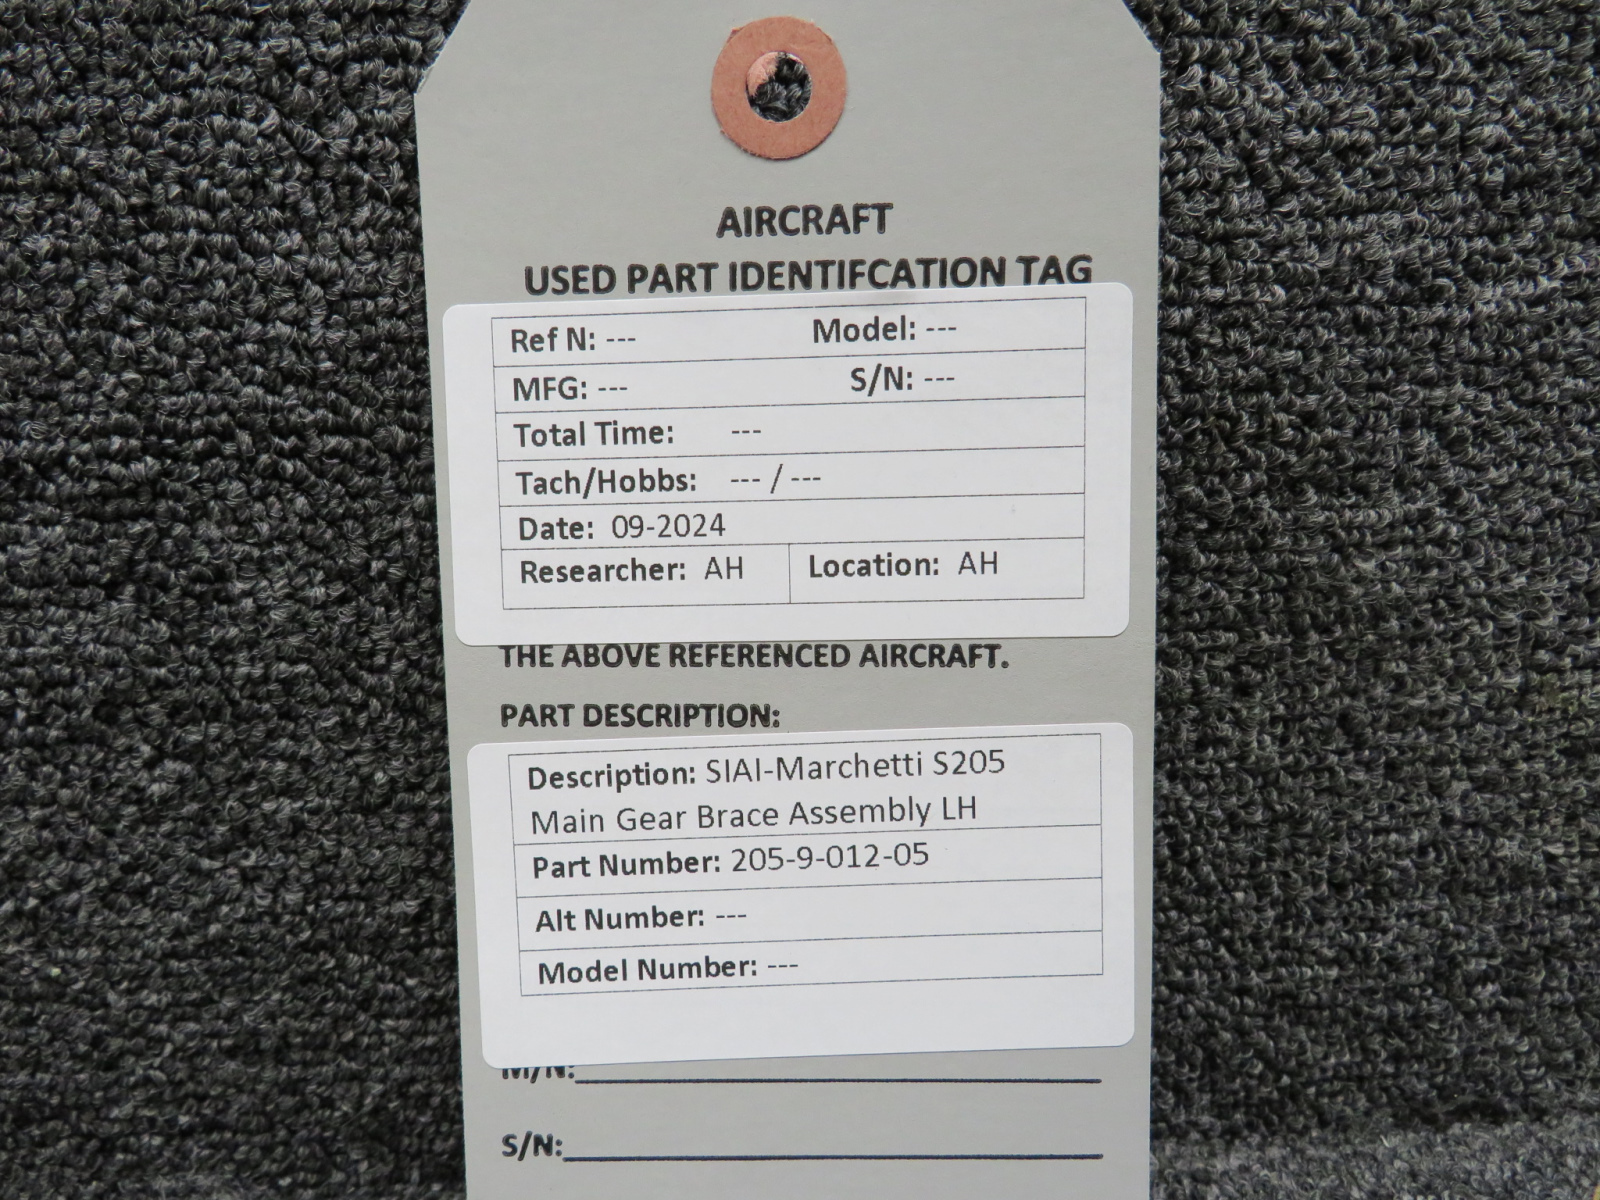 AIRCRAFT
USED PART IDENTIFCATION TAG
Ref N: --- Model: ---
MFG: --- S/N: ---
Total Time: ---
Tach/Hobbs: --- / ---
Date: 09-2024
Researcher: AH Location: AH
THE ABOVE REFERENCED AIRCRAFT.
PART DESCRIPTION:
Description: SIAI-Marchetti S205
Main Gear Brace Assembly LH
Part Number: 205-9-012-05
Alt Number: ---
Model Number: ---
M/N:
S/N: